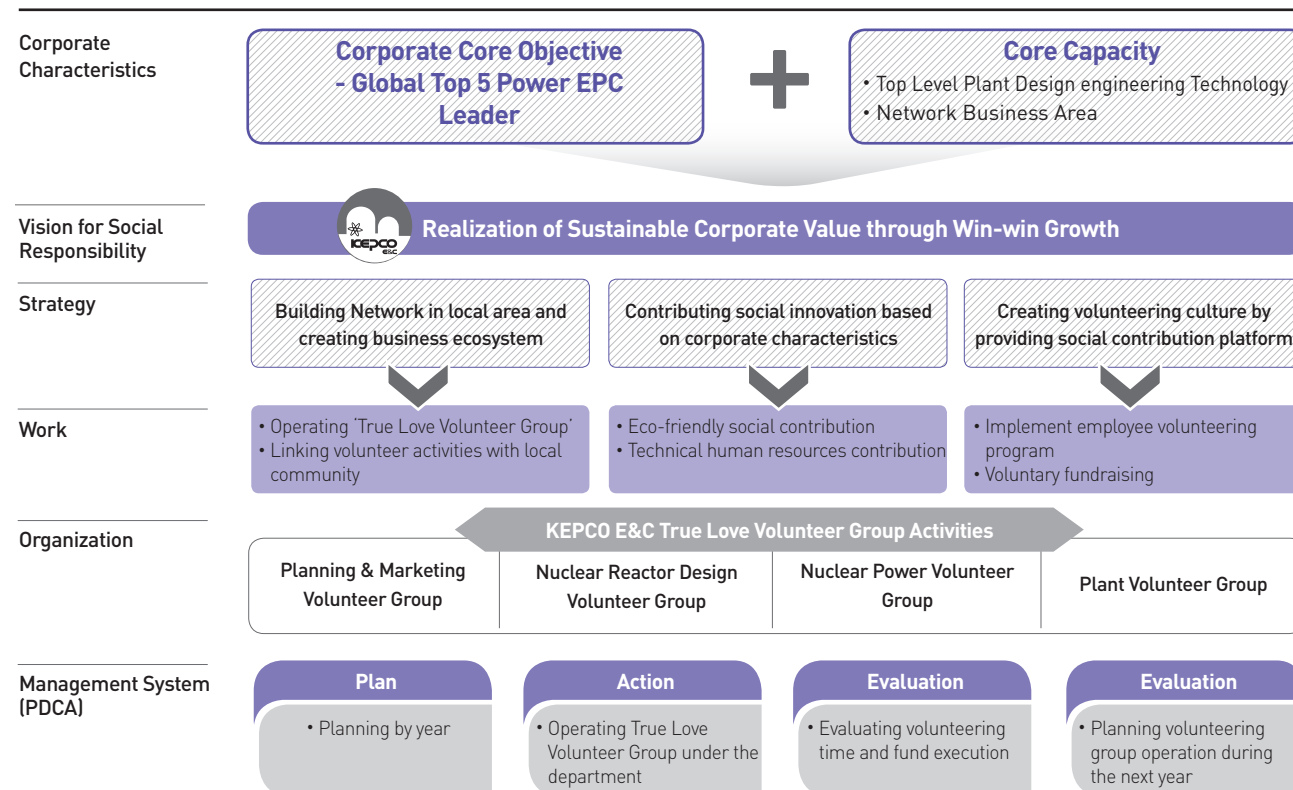 Corporate
Characteristics
Corporate Core Objective
- Global Top 5 Power EPC
Leader
Core Capacity
• Top Level Plant Design engineering Technology
• Network Business Area
Vision for Social
Responsibility
KEPCO
E&C
Realization of Sustainable Corporate Value through Win-win Growth
Strategy
Building Network in local area and
creating business ecosystem
Contributing social innovation based
on corporate characteristics
Creating volunteering culture by
providing social contribution platform
Work
• Operating ‘True Love Volunteer Group’
• Linking volunteer activities with local
community
• Eco-friendly social contribution
• Technical human resources contribution
• Implement employee volunteering
program
• Voluntary fundraising
Organization
KEPCO E&C True Love Volunteer Group Activities
Planning & Marketing
Volunteer Group
Nuclear Reactor Design
Volunteer Group
Nuclear Power Volunteer
Group
Plant Volunteer Group
Management System
(PDCA)
Plan
• Planning by year
Action
• Operating True Love
Volunteer Group under the
department
Evaluation
• Evaluating volunteering
time and fund execution
Evaluation
• Planning volunteering
group operation during
the next year